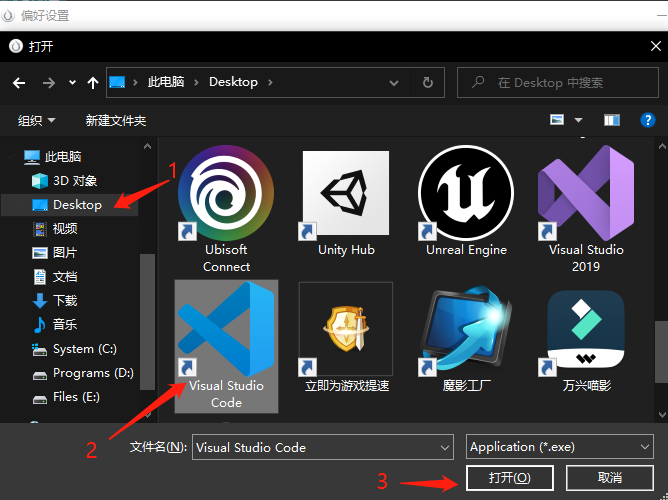 偏好设置
打开
此电脑 Desktop
在 Desktop 中搜索
组织 新建文件夹
此电脑
3D 对象
Desktop
视频
图片
文档
下载
音乐
System (C:)
Programs (D:)
Files (E:)
1
Ubisoft
Connect
Unity Hub
Unreal Engine
Visual Studio
2019
Visual Studio
Code
立即为游戏提速
魔影工厂
万兴喵影
2
文件名(N):
Visual Studio Code
Application (*.exe)
3
打开(O)
取消